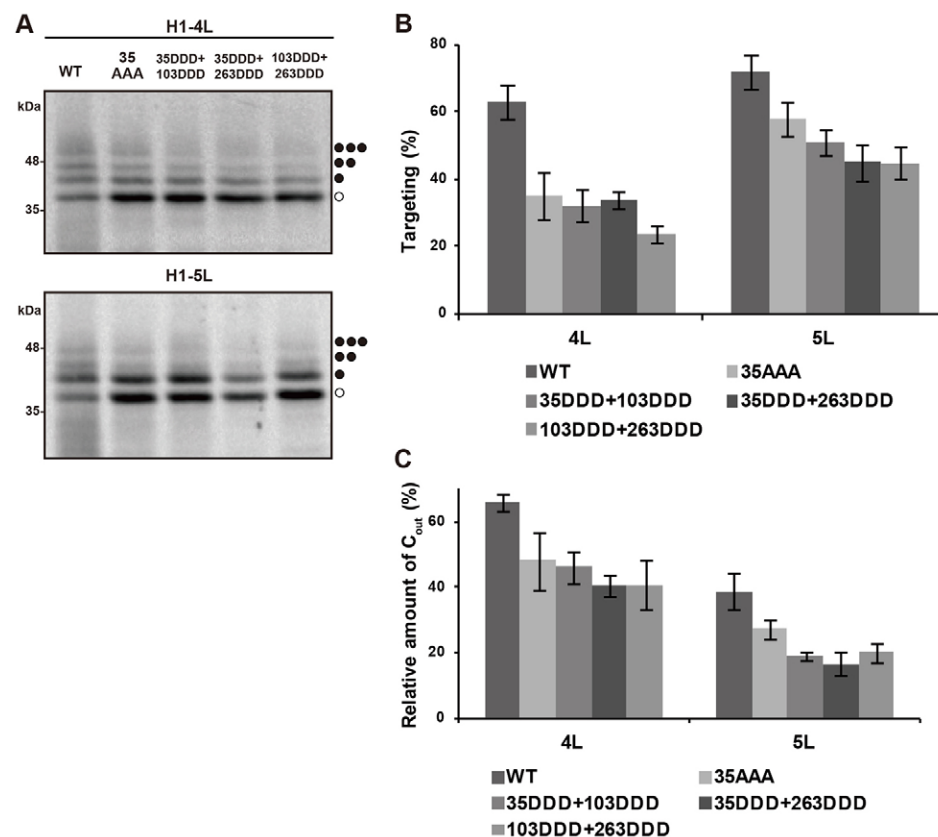 A
H1-4L
WT
35
AAA
35DDD+
103DDD
35DDD+
263DDD
103DDD+
263DDD
kDa
48-
35-
H1-5L
kDa
48-
35-
B
Targeting (%)
80
60
40
20
0
4L 5L
WT 35AAA
35DDD+103DDD 35DDD+263DDD
103DDD+263DDD
C
Relative amount of Cout (%)
60
40
20
0
4L 5L
WT 35AAA
35DDD+103DDD 35DDD+263DDD
103DDD+263DDD